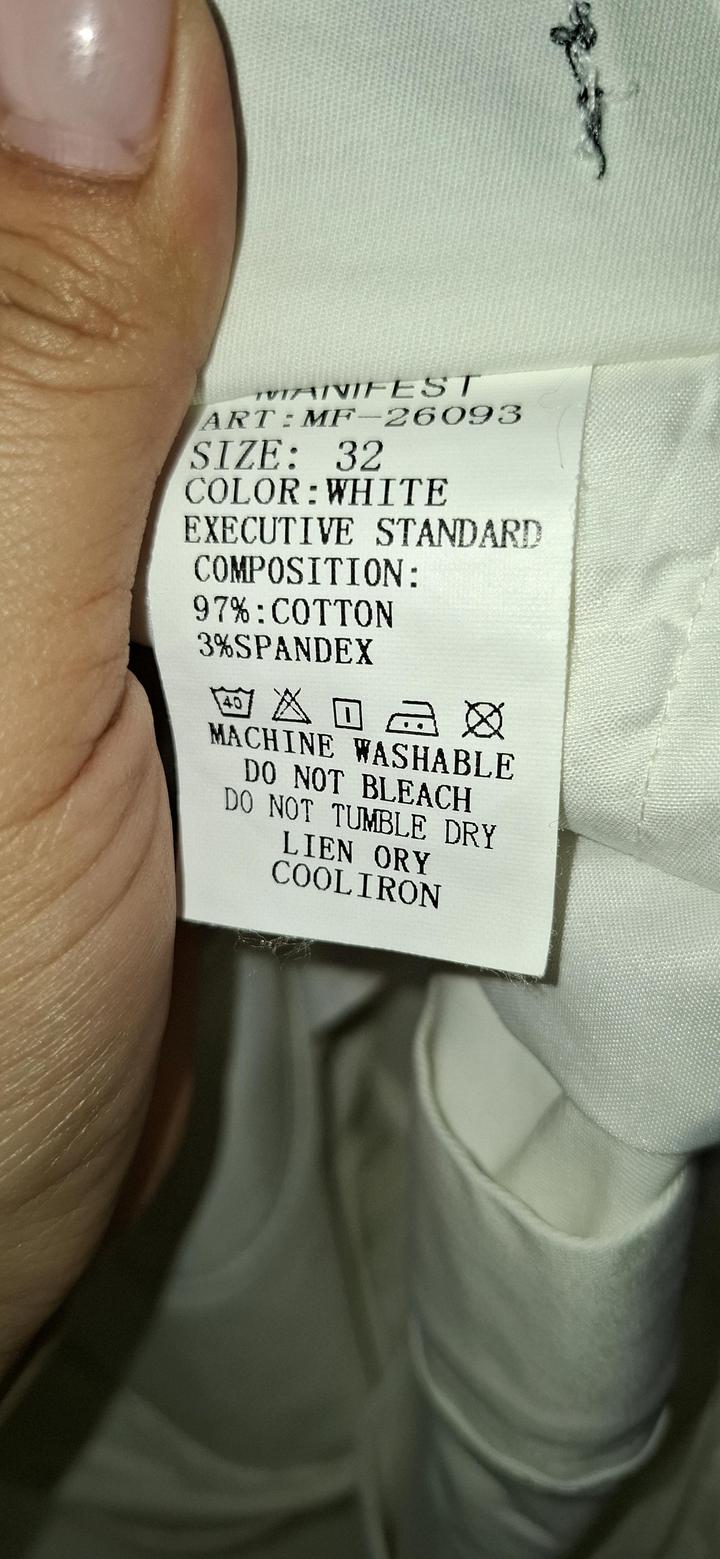 MANIFEST
ART:MF-26093
SIZE: 32
COLOR:WHITE
EXECUTIVE STANDARD
COMPOSITION:
97%:COTTON
3%SPANDEX
40
MACHINE WASHABLE
DO NOT BLEACH
DO NOT TUMBLE DRY
LIEN ORY
COOLIRON